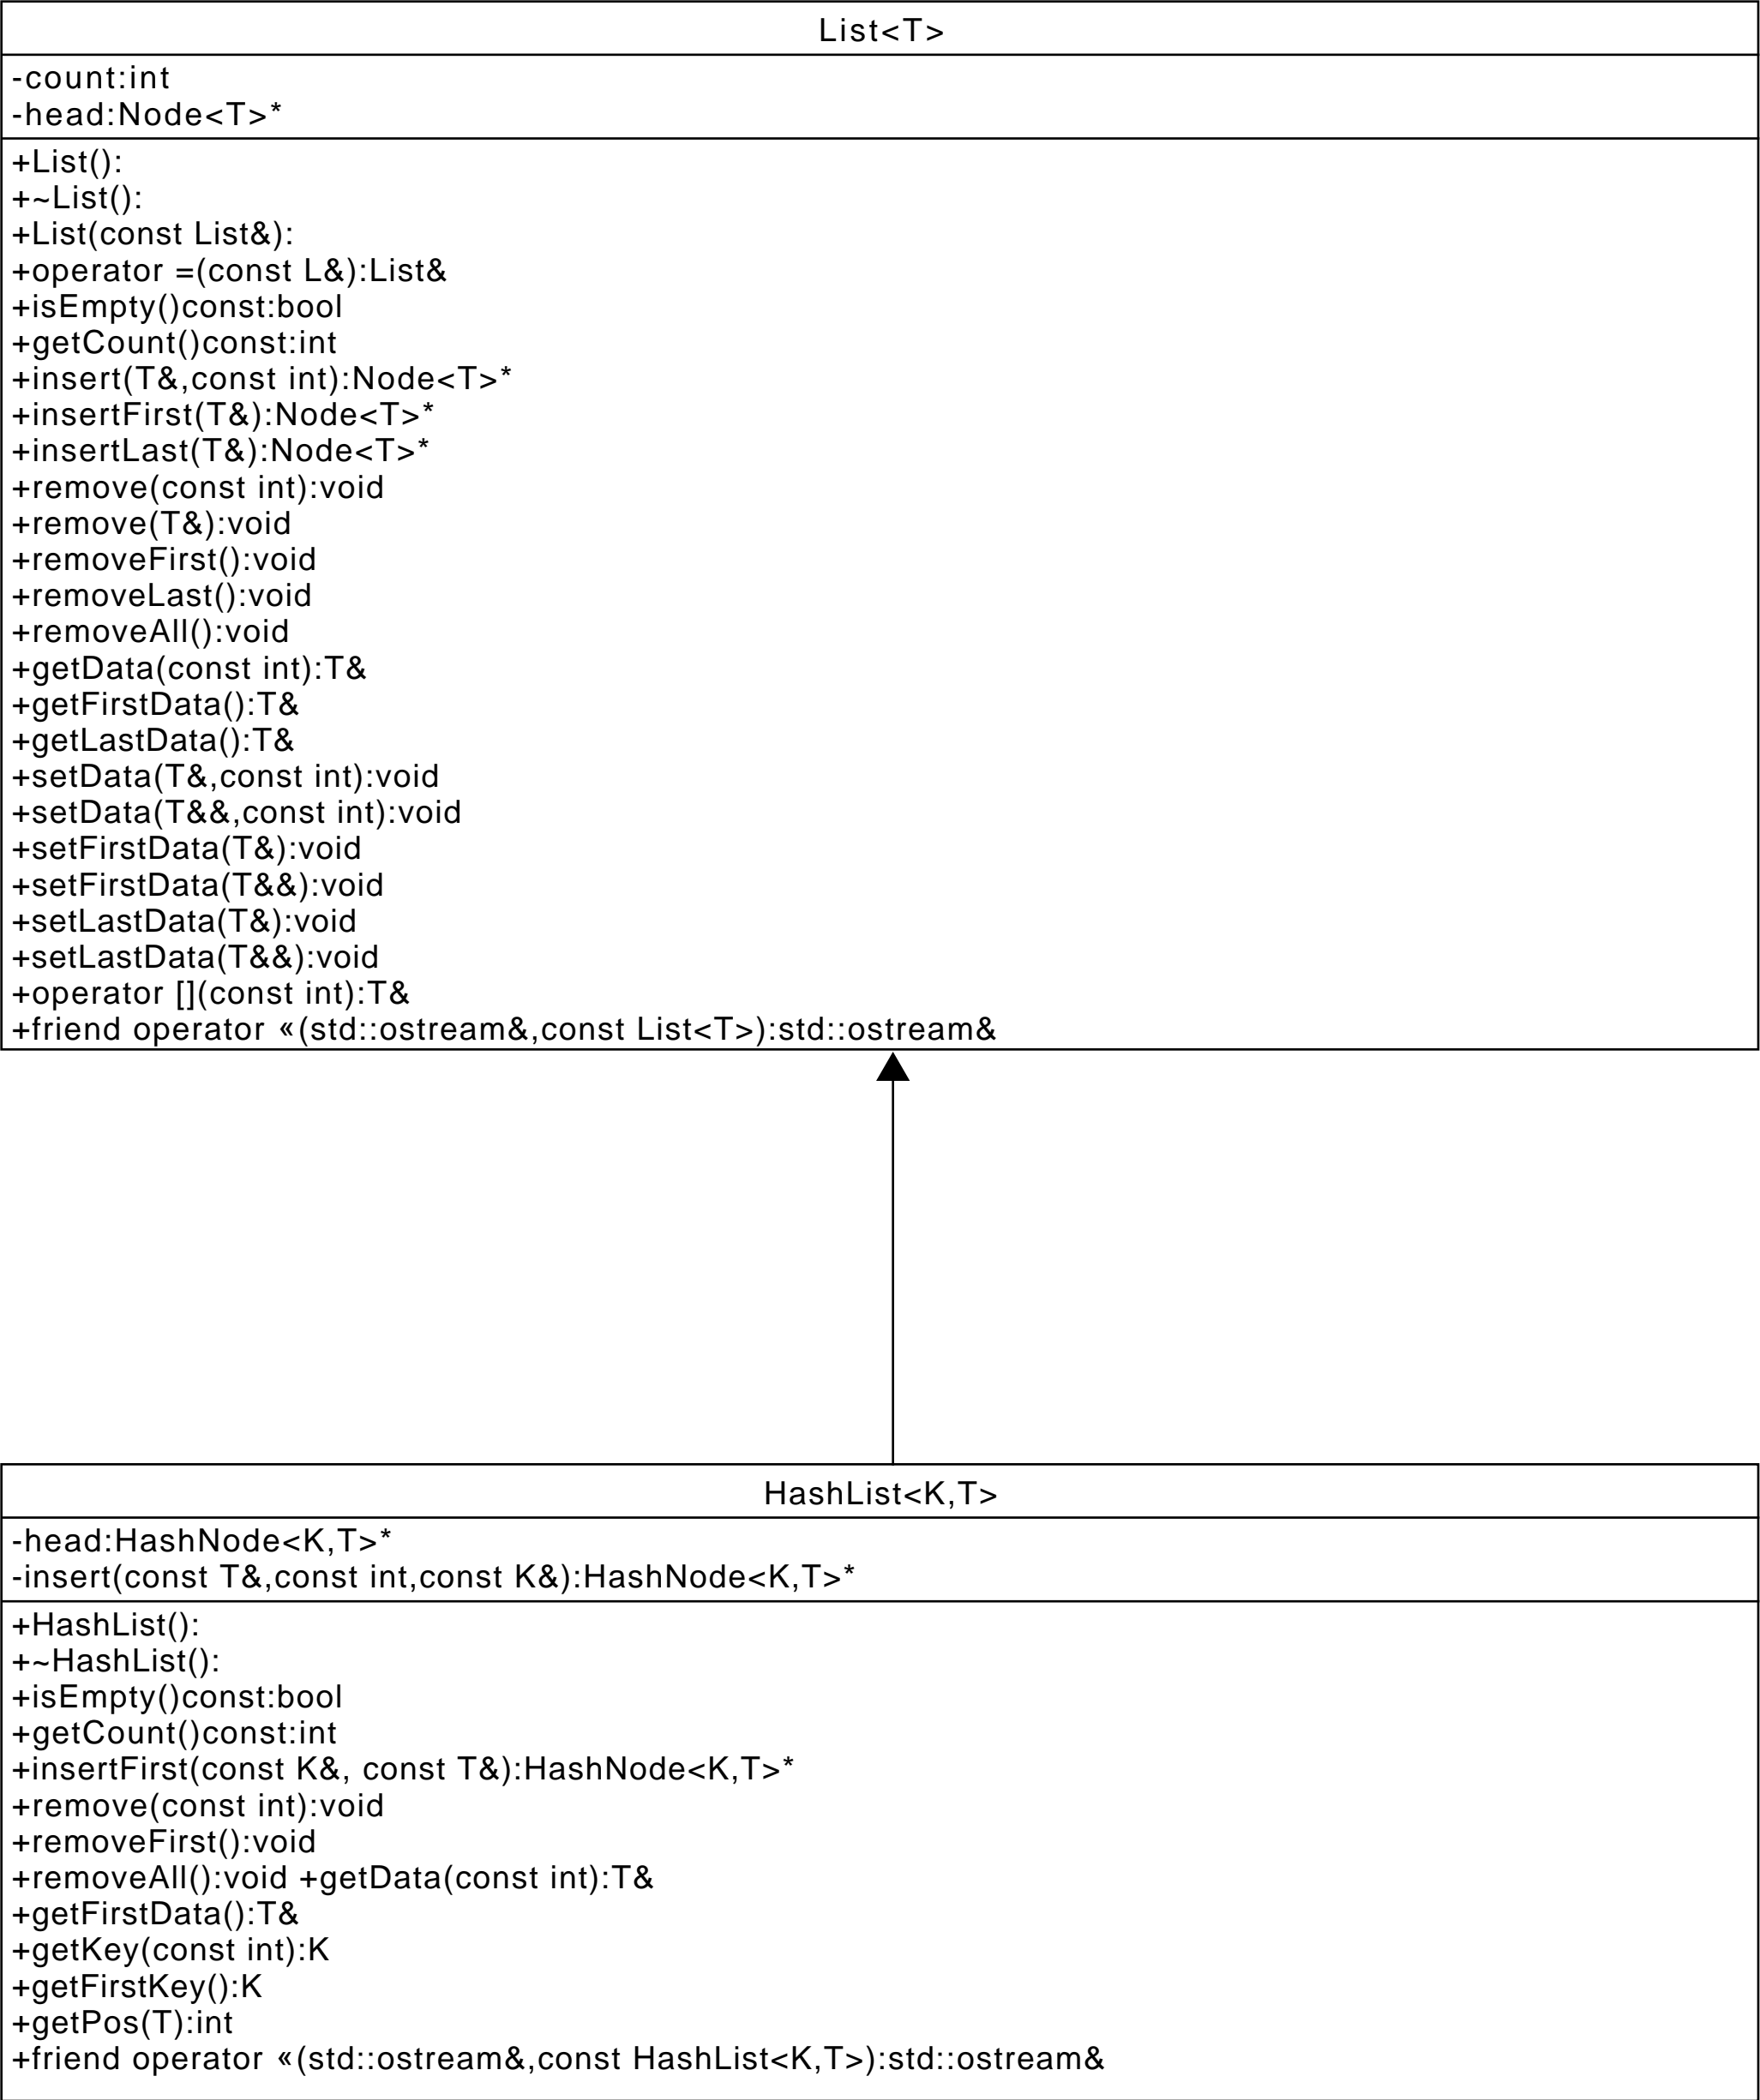 List<T>
-count:int
-head:Node<T>*
+List():
+~List():
+List(const List&):
+operator =(const L&):List&
+isEmpty()const:bool
+getCount()const:int
+insert(T&,const int):Node<T>*
+insertFirst(T&):Node<T>*
+insertLast(T&):Node<T>*
+remove(const int):void
+remove(T&):void
+removeFirst():void
+removeLast():void
+removeAll():void
+getData(const int):T&
+getFirstData():T&
+getLastData():T&
+setData(T&,const int):void
+setData(T&&,const int):void
+setFirstData(T&):void
+setFirstData(T&&):void
+setLastData(T&):void
+setLastData(T&&):void
+operator [](const int):T&
+friend operator «(std::ostream&,const List<T>):std::ostream&
HashList<K,T>
-head:HashNode<K,T>*
-insert(const T&,const int,const K&):HashNode<K,T>*
+HashList():
+~HashList():
+isEmpty()const:bool
+getCount()const:int
+insertFirst(const K&, const T&):HashNode<K,T>*
+remove(const int):void
+removeFirst():void
+removeAll():void +getData(const int):T&
+getFirstData():T&
+getKey(const int):K
+getFirstKey():K
+getPos(T):int
+friend operator «(std::ostream&,const HashList<K,T>):std::ostream&